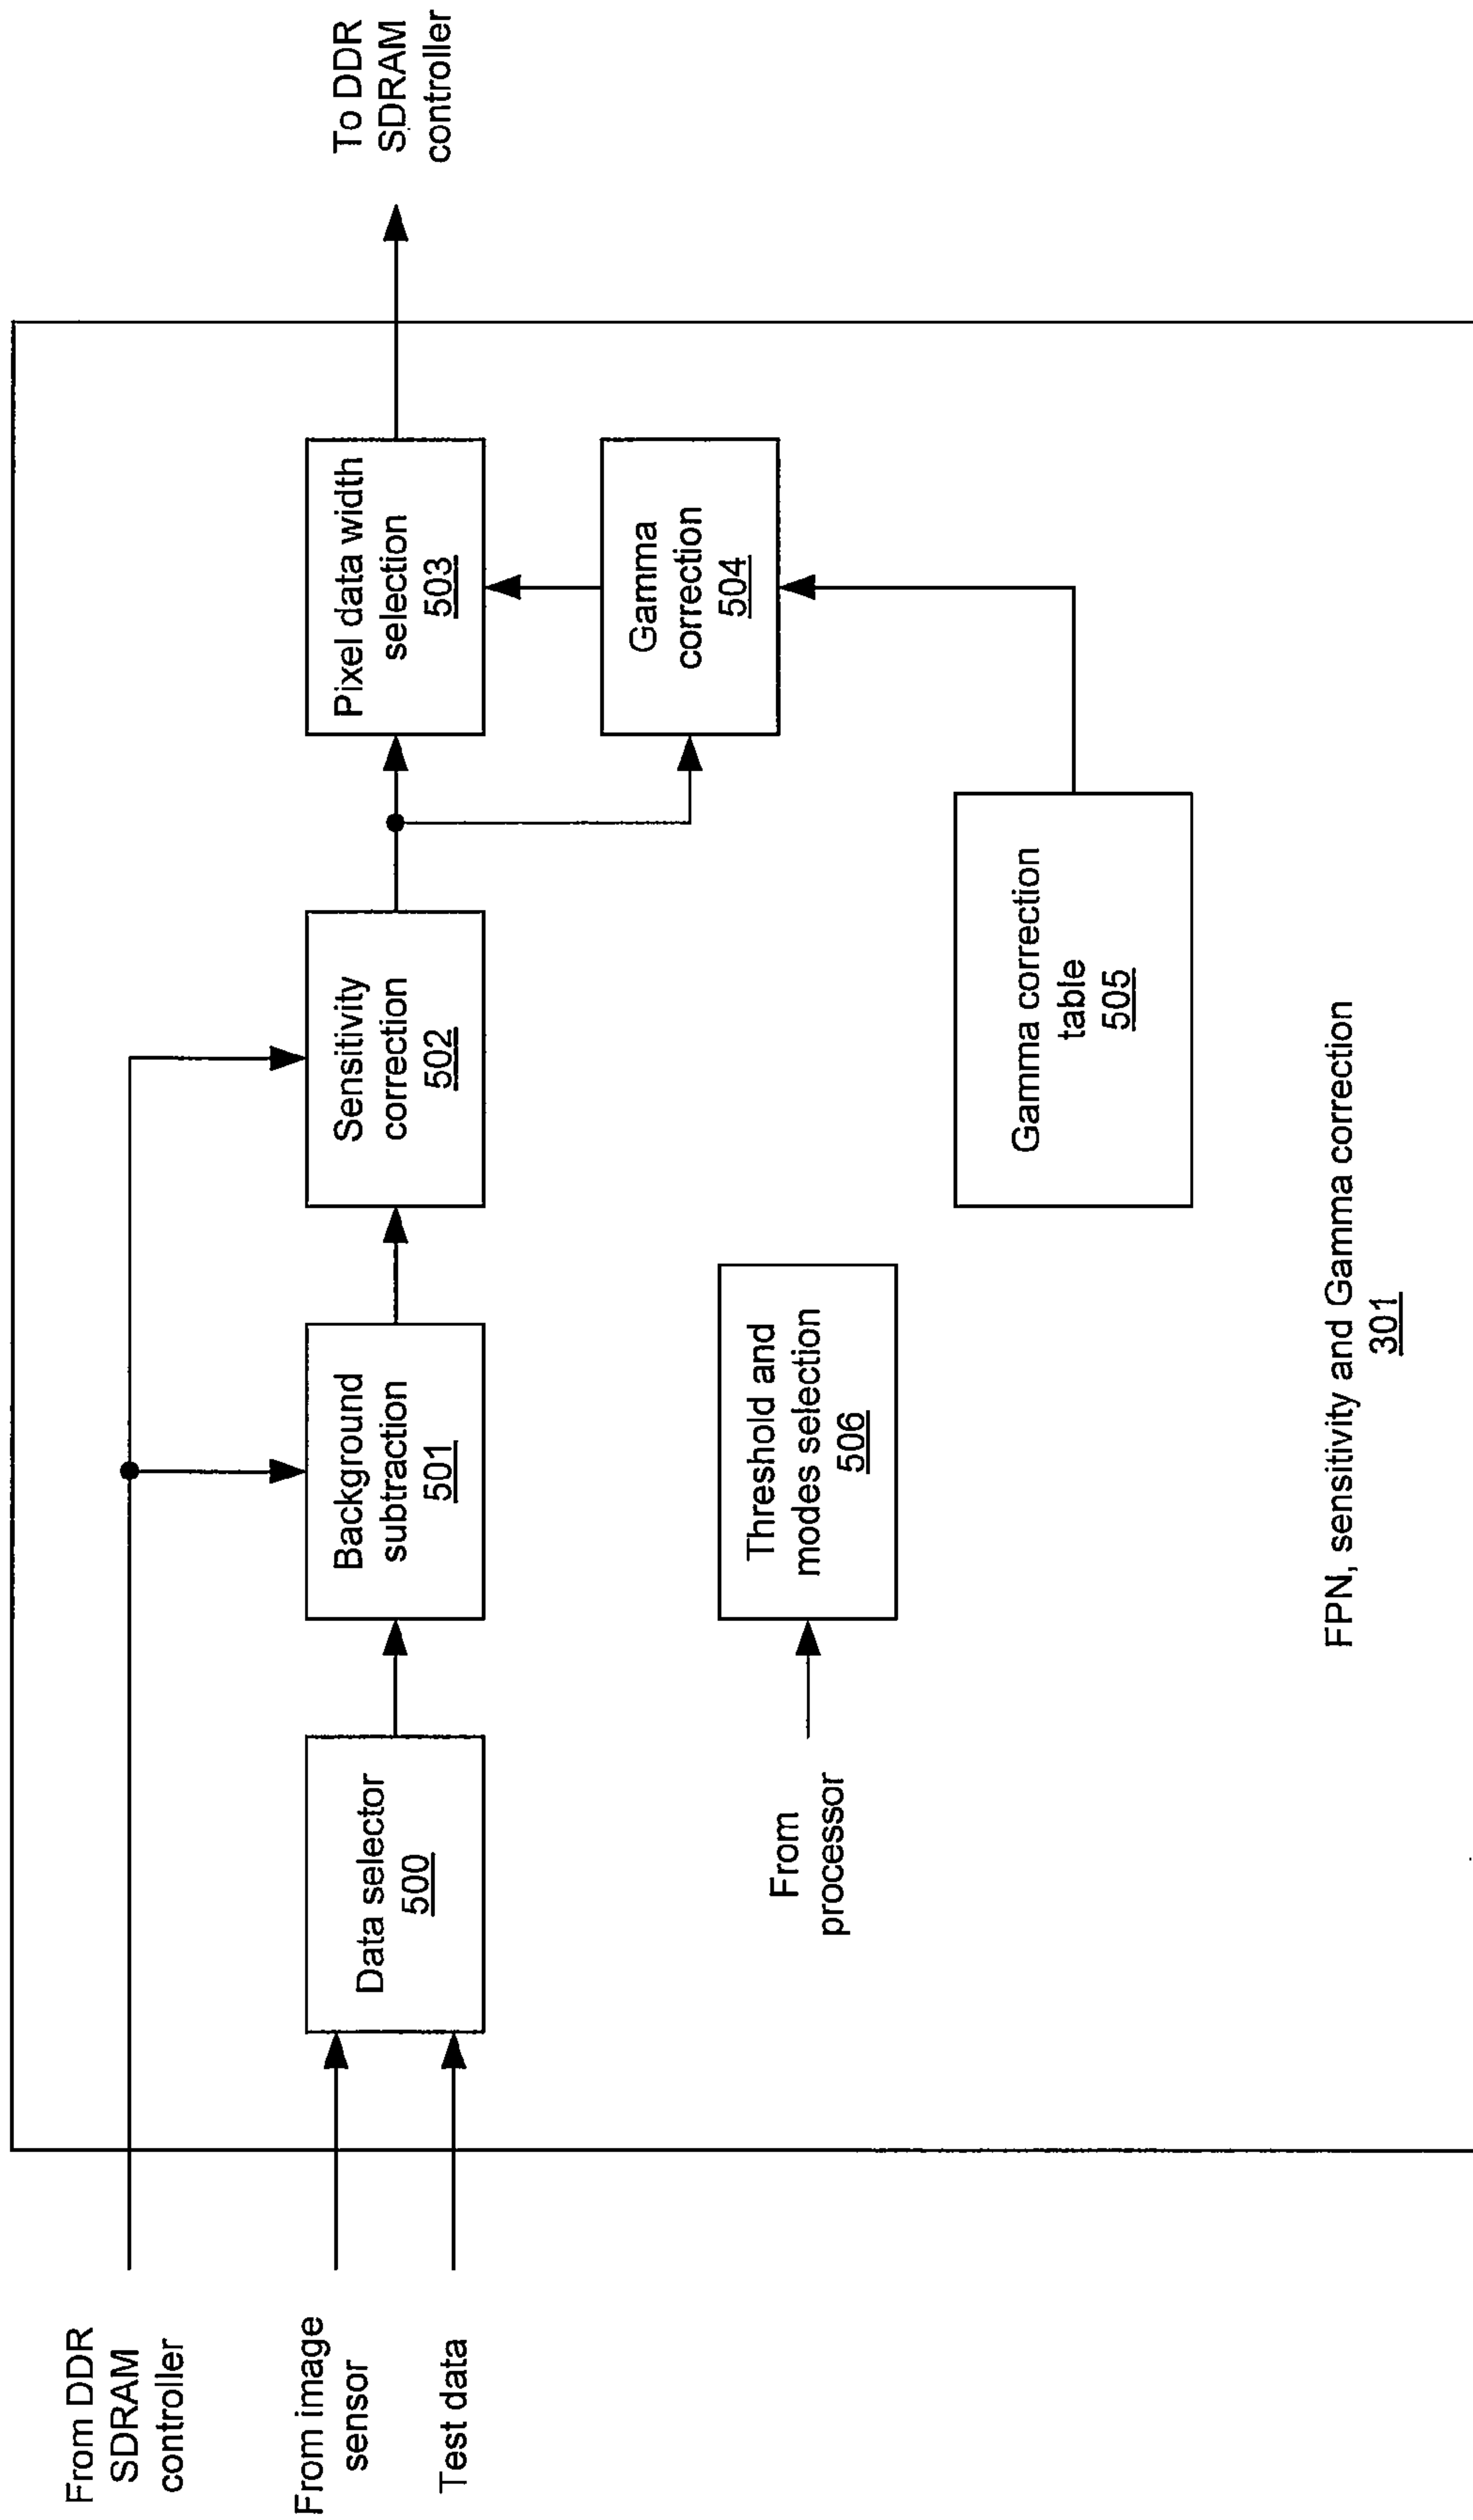 From DDR
SDRAM
controller
From image
sensor
Test data
Data selector
500
Background
subtraction
501
Sensitivity
correction
502
Pixel data width
selection
503
To DDR
SDRAM
controller
Gamma
correction
504
From
processor
Threshold and
modes selection
506
Gamma correction
table
505
FPN, sensitivity and Gamma correction
301